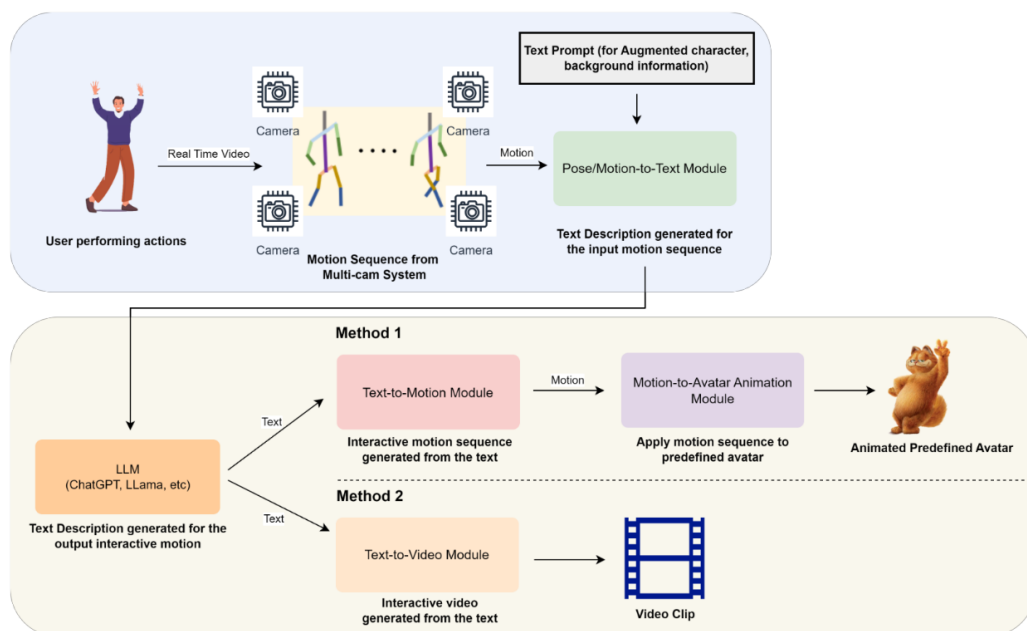 Text Prompt (for Augmented character,
background information)
Camera
Camera
Real Time Video
Motion
Pose/Motion-to-Text Module
Camera
Camera
User performing actions
Motion Sequence from
Multi-cam System
Text Description generated for
the input motion sequence
Method 1
Text-to-Motion Module
Motion
Motion-to-Avatar Animation
Module
Text
Interactive motion sequence
generated from the text
Apply motion sequence to
predefined avatar
Animated Predefined Avatar
LLM
(ChatGPT, LLama, etc)
Text Description generated for the
output interactive motion
Method 2
Text
Text-to-Video Module
Interactive video
generated from the text
Video Clip